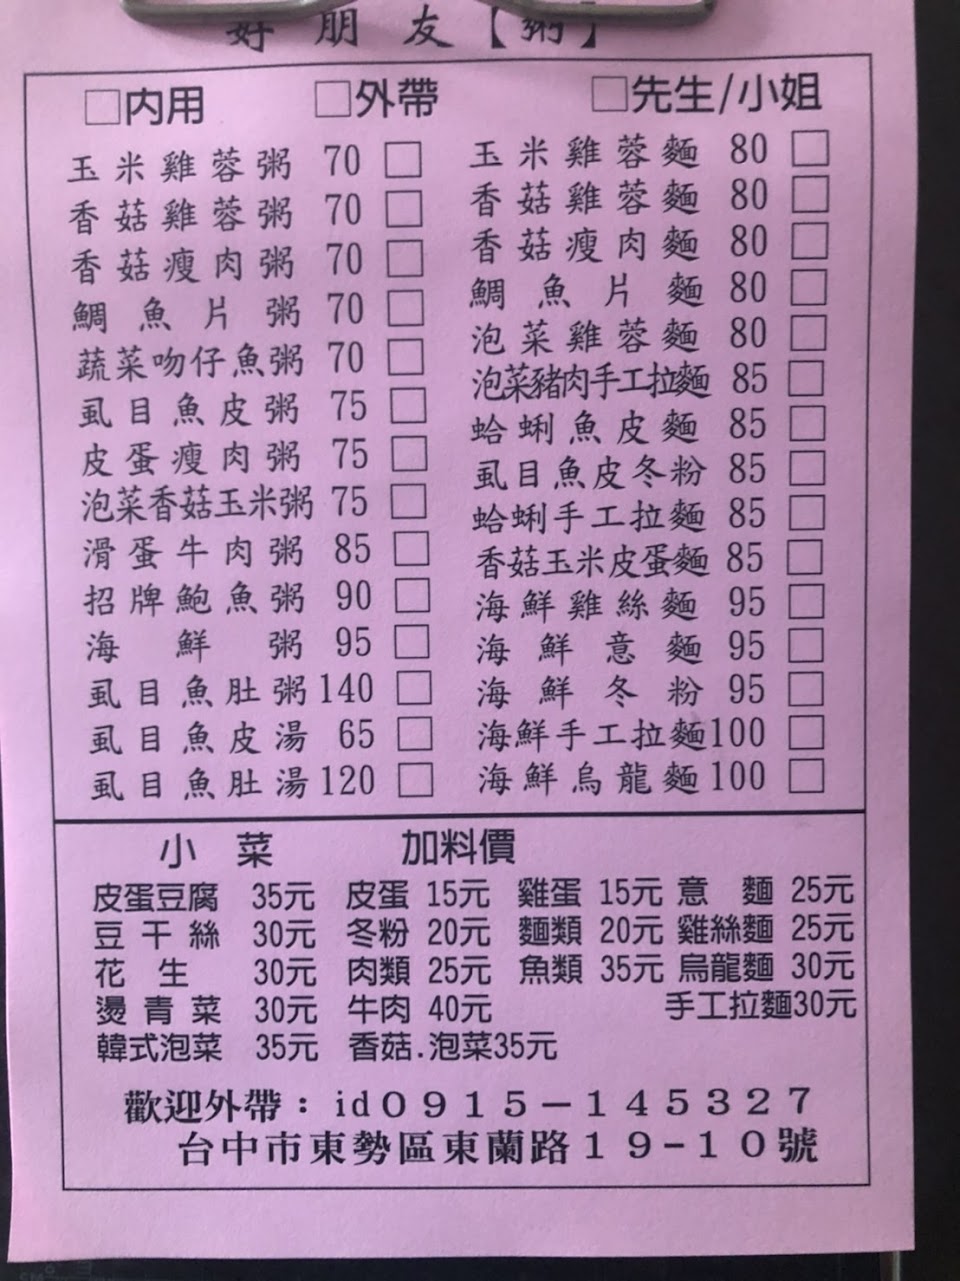 好朋友【粥】
□內用 □外帶 □先生/小姐
玉米雞蓉粥 70 □ 玉米雞蓉麵 80 □
香菇雞蓉粥 70 □ 香菇雞蓉麵 80 □
香菇瘦肉粥 70 □ 香菇瘦肉麵 80 □
鯛魚片粥 70 □ 鯛魚片麵 80 □
蔬菜吻仔魚粥 70 □ 泡菜雞蓉麵 80 □
虱目魚皮粥 75 □ 泡菜豬肉手工拉麵 85 □
皮蛋瘦肉粥 75 □ 蛤蜊魚皮麵 85 □
泡菜香菇玉米粥 75 □ 虱目魚皮冬粉 85 □
滑蛋牛肉粥 85 □ 蛤蜊手工拉麵 85 □
招牌鮑魚粥 90 □ 香菇玉米皮蛋麵 85 □
海鮮粥 95 □ 海鮮雞絲麵 95 □
虱目魚肚粥 140 □ 海鮮意麵 95 □
虱目魚皮湯 65 □ 海鮮冬粉 95 □
虱目魚肚湯 120 □ 海鮮手工拉麵 100 □
海鮮烏龍麵 100 □
小菜 加料價
皮蛋豆腐 35元 皮蛋 15元 雞蛋 15元 意麵 25元
豆干絲 30元 冬粉 20元 麵類 20元 雞絲麵 25元
花生 30元 肉類 25元 魚類 35元 烏龍麵 30元
燙青菜 30元 牛肉 40元 手工拉麵30元
韓式泡菜 35元 香菇.泡菜35元
歡迎外帶：id0915-145327
台中市東勢區東蘭路19-10號